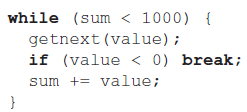 while (sum < 1000) {
  getnext(value);
  if (value < 0) break;
  sum += value;
}